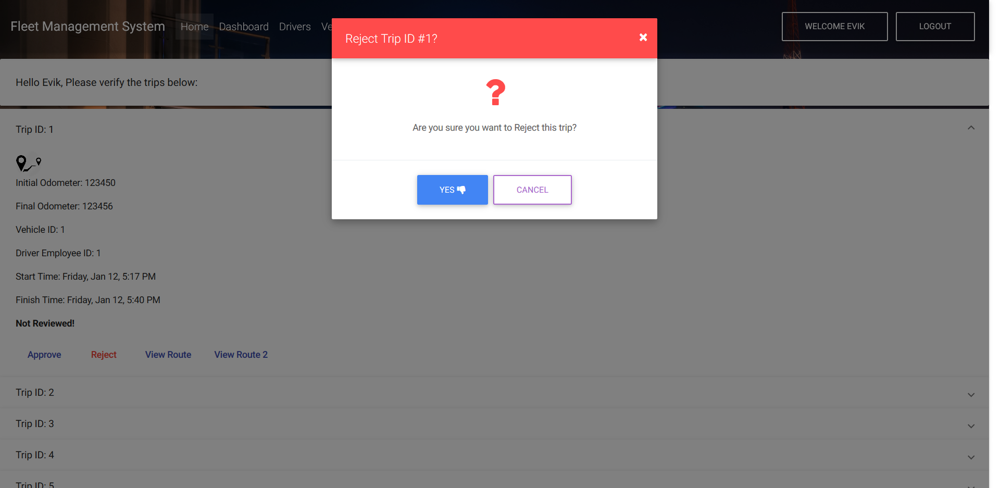 Fleet Management System Home Dashboard Drivers WELCOME EVIK LOGOUT
Reject Trip ID #1?
Hello Evik, Please verify the trips below:
Are you sure you want to Reject this trip?
YES CANCEL
Trip ID: 1
Initial Odometer: 123450
Final Odometer: 123456
Vehicle ID: 1
Driver Employee ID: 1
Start Time: Friday, Jan 12, 5:17 PM
Finish Time: Friday, Jan 12, 5:40 PM
Not Reviewed!
Approve Reject View Route View Route 2
Trip ID: 2
Trip ID: 3
Trip ID: 4
Trip ID: 5